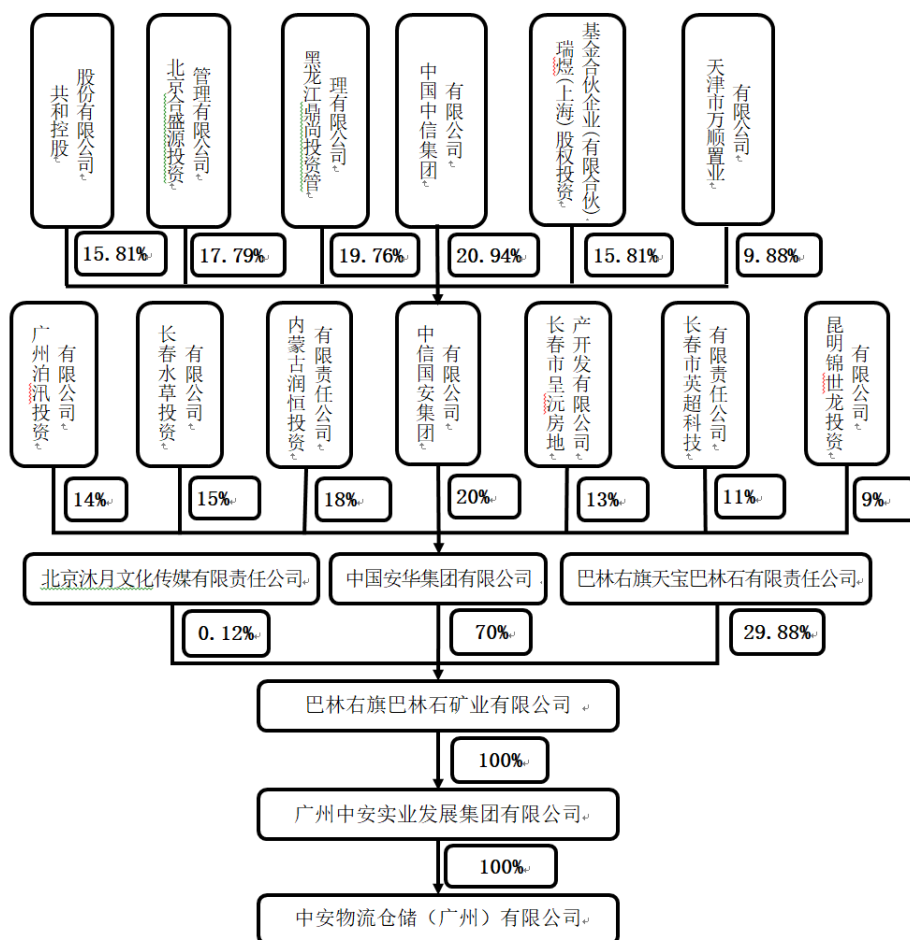 共和控股
股份有限公司
北京合盛源投资
管理有限公司
黑龙江鼎尚投资管
理有限公司
中国中信集团
有限公司
瑞煜(上海)股权投资
基金合伙企业(有限合伙)
天津市万顺置业
有限公司
15.81%
17.79%
19.76%
20.94%
15.81%
9.88%
广州泊汛投资
有限公司
长春水草投资
有限公司
内蒙古润恒投资
有限责任公司
中信国安集团
有限公司
长春市呈沅房地
产开发有限公司
长春市英超科技
有限责任公司
昆明锦世龙投资
有限公司
14%
15%
18%
20%
13%
11%
9%
北京沐月文化传媒有限责任公司
中国安华集团有限公司
巴林右旗天宝巴林石有限责任公司
0.12%
70%
29.88%
巴林右旗巴林石矿业有限公司
100%
广州中安实业发展集团有限公司
100%
中安物流仓储（广州）有限公司